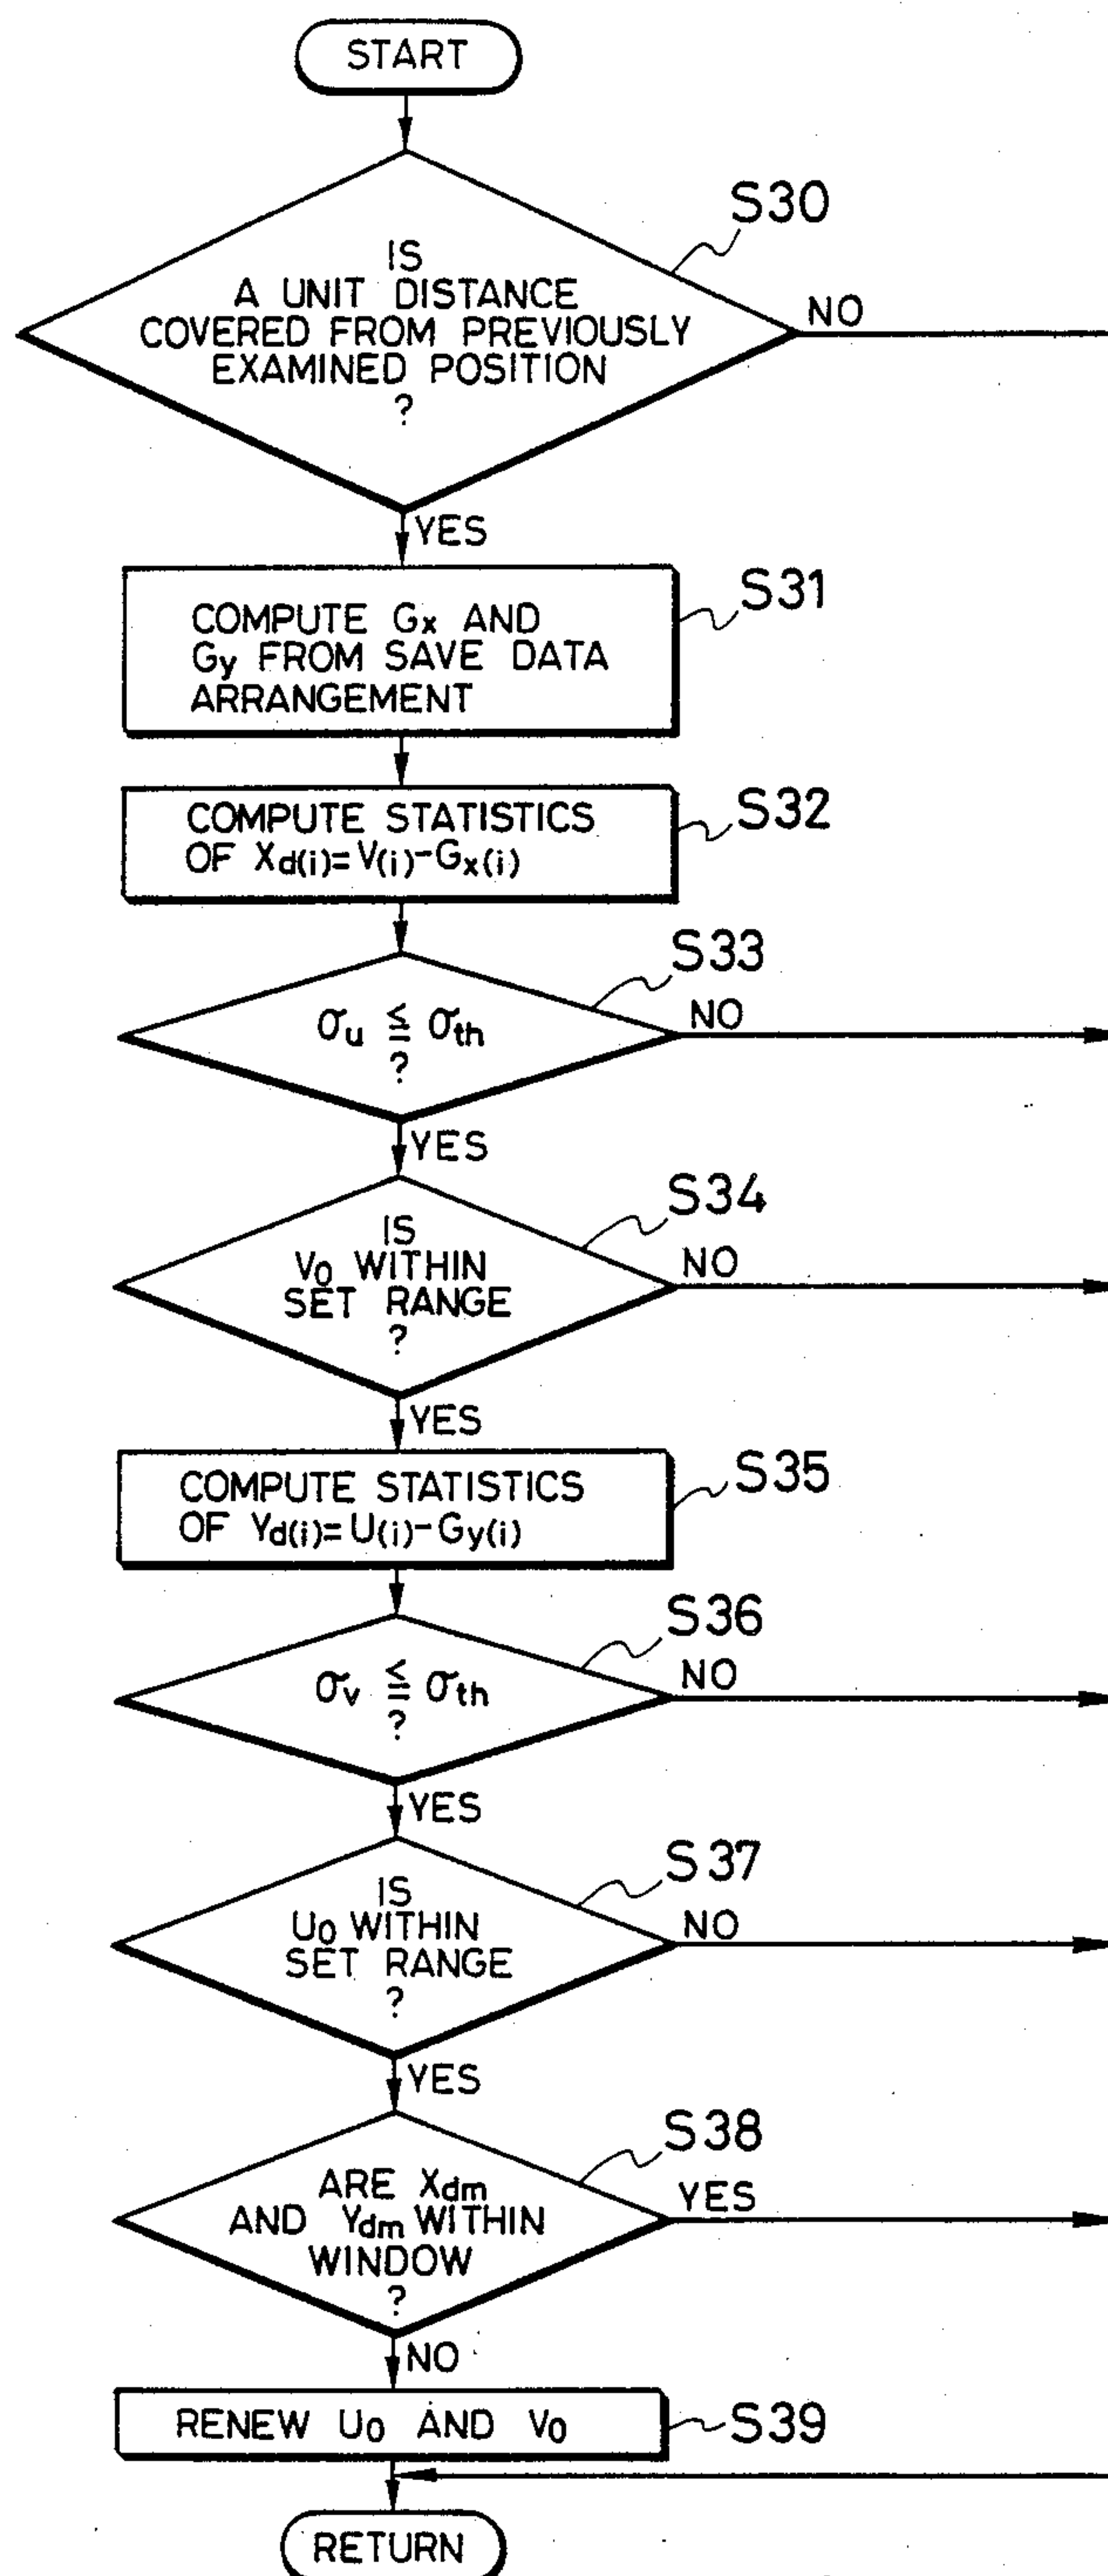 START
S30
IS
A UNIT DISTANCE
COVERED FROM PREVIOUSLY
EXAMINED POSITION
?
NO
YES
S31
COMPUTE Gx AND
Gy FROM SAVE DATA
ARRANGEMENT
S32
COMPUTE STATISTICS
OF Xd(i)=V(i)-Gx(i)
S33
σu ≦ σth
?
NO
YES
S34
IS
V0 WITHIN
SET RANGE
?
NO
YES
S35
COMPUTE STATISTICS
OF Yd(i)=U(i)-Gy(i)
S36
σv ≦ σth
?
NO
YES
S37
IS
U0 WITHIN
SET RANGE
?
NO
YES
S38
ARE Xdm
AND Ydm WITHIN
WINDOW
?
YES
NO
RENEW U0 AND V0
S39
RETURN